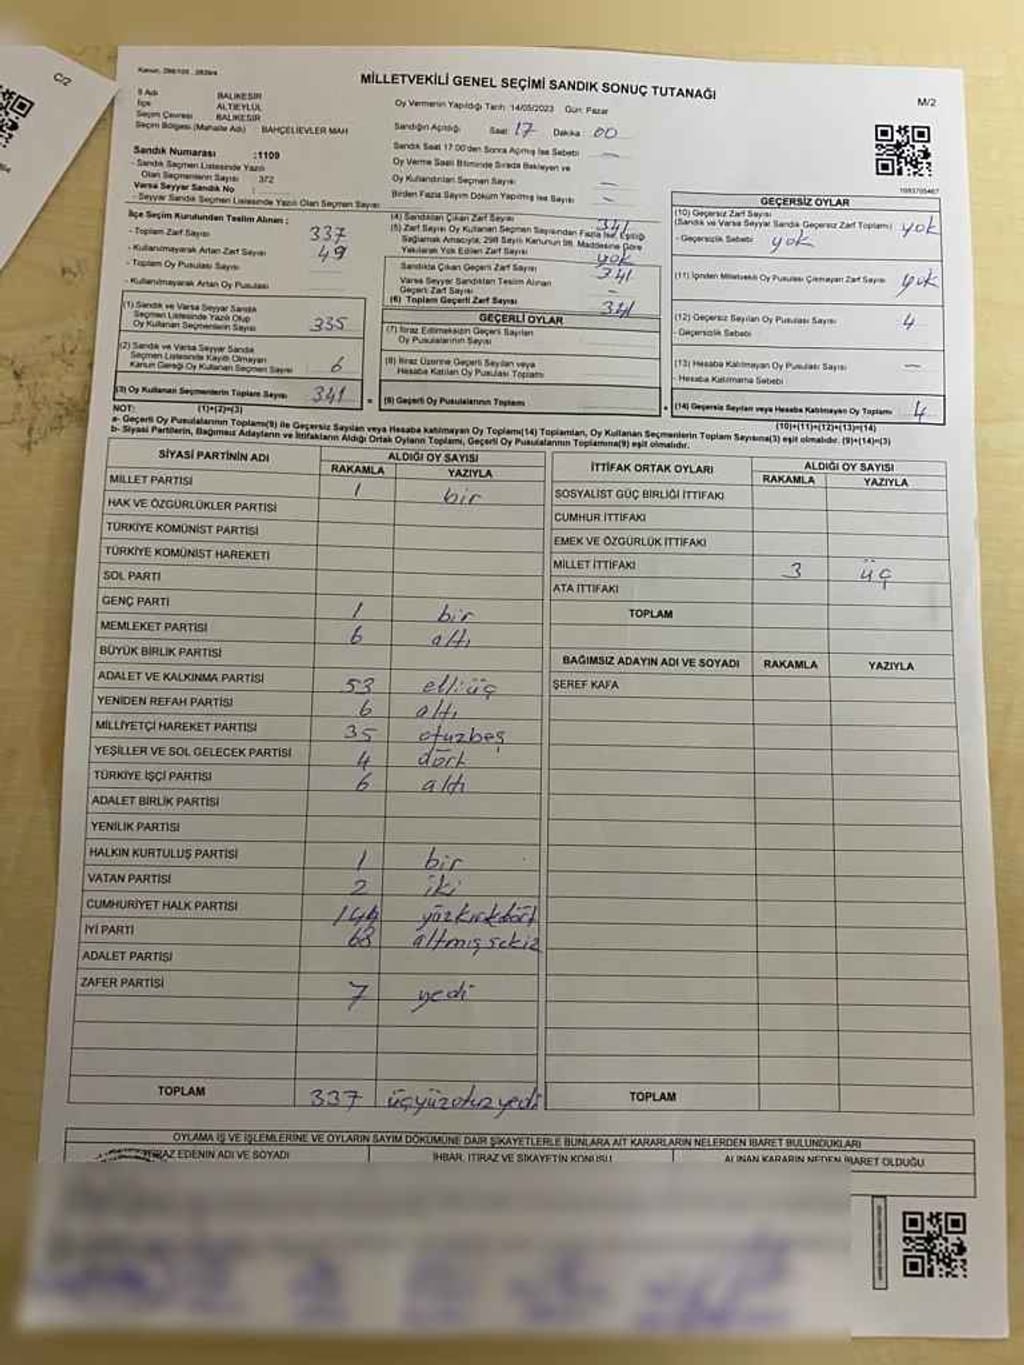 C/2
Kanun, 298/105 , 2839/4
MİLLETVEKİLİ GENEL SEÇİMİ SANDIK SONUÇ TUTANAĞI
M/2
İl Adı BALIKESİR
İlçe ALTIEYLÜL
Seçim Çevresi BALIKESİR
Seçim Bölgesi (Mahalle Adı) BAHÇELİEVLER MAH
Oy Vermenin Yapıldığı Tarih: 14/05/2023 Gün: Pazar
Sandığın Açıldığı Saat 17 Dakika: 00
Sandık Numarası :1109
- Sandık Seçmen Listesinde Yazılı
Olan Seçmenlerin Sayısı 372
Varsa Seyyar Sandık No :
- Seyyar Sandık Seçmen Listesinde Yazılı Olan Seçmen Sayısı
Sandık Saat 17:00'den Sonra Açılmış İse Sebebi —
Oy Verme Saati Bitiminde Sırada Bekleyen ve
Oy Kullandırılan Seçmen Sayısı —
Birden Fazla Sayım Döküm Yapılmış İse Sayısı —
İlçe Seçim Kurulundan Teslim Alınan :
- Toplam Zarf Sayısı 337
- Kullanılmayarak Artan Zarf Sayısı 49
- Toplam Oy Pusulası Sayısı
- Kullanılmayarak Artan Oy Pusulası
(1) Sandık ve Varsa Seyyar Sandık
Seçmen Listesinde Yazılı Olup
Oy Kullanan Seçmenlerin Sayısı 335
(2) Sandık ve Varsa Seyyar Sandık
Seçmen Listesinde Kayıtlı Olmayan
Kanun Gereği Oy Kullanan Seçmen Sayısı 6
(3) Oy Kullanan Seçmenlerin Toplam Sayısı 341
(4) Sandıktan Çıkan Zarf Sayısı 341
(5) Zarf Sayısı Oy Kullanan Seçmen Sayısından Fazla İse, Eşitliği
Sağlamak Amacıyla, 298 Sayılı Kanunun 98. Maddesine Göre
Yakılarak Yok Edilen Zarf Sayısı yok
Sandıkta Çıkan Geçerli Zarf Sayısı 341
Varsa Seyyar Sandıktan Teslim Alınan
Geçerli Zarf Sayısı —
(6) Toplam Geçerli Zarf Sayısı 341
GEÇERLİ OYLAR
(7) İtiraz Edilmeksizin Geçerli Sayılan
Oy Pusulalarının Sayısı
(8) İtiraz Üzerine Geçerli Sayılan veya
Hesaba Katılan Oy Pusulası Toplamı
= (9) Geçerli Oy Pusulalarının Toplamı
1093705467
GEÇERSİZ OYLAR
(10) Geçersiz Zarf Sayısı
(Sandık ve Varsa Seyyar Sandık Geçersiz Zarf Toplamı) yok
- Geçersizlik Sebebi yok
(11) İçinden Milletvekili Oy Pusulası Çıkmayan Zarf Sayısı yok
(12) Geçersiz Sayılan Oy Pusulası Sayısı 4
- Geçersizlik Sebebi
(13) Hesaba Katılmayan Oy Pusulası Sayısı —
- Hesaba Katılmama Sebebi
+ (14) Geçersiz Sayılan veya Hesaba Katılmayan Oy Toplamı 4
NOT: (1)+(2)=(3)
(10)+(11)+(12)+(13)=(14)
a- Geçerli Oy Pusulalarının Toplamı(9) ile Geçersiz Sayılan veya Hesaba katılmayan Oy Toplamı(14) Toplamları, Oy Kullanan Seçmenlerin Toplam Sayısına(3) eşit olmalıdır. (9)+(14)=(3)
b- Siyasi Partilerin, Bağımsız Adayların ve İttifakların Aldığı Ortak Oyların Toplamı, Geçerli Oy Pusulalarının Toplamına(9) eşit olmalıdır.
SİYASİ PARTİNİN ADI ALDIĞI OY SAYISI
RAKAMLA YAZIYLA
MİLLET PARTİSİ 1 bir
HAK VE ÖZGÜRLÜKLER PARTİSİ
TÜRKİYE KOMÜNİST PARTİSİ
TÜRKİYE KOMÜNİST HAREKETİ
SOL PARTİ
GENÇ PARTİ 1 bir
MEMLEKET PARTİSİ 6 altı
BÜYÜK BİRLİK PARTİSİ
ADALET VE KALKINMA PARTİSİ 53 elliüç
YENİDEN REFAH PARTİSİ 6 altı
MİLLİYETÇİ HAREKET PARTİSİ 35 otuzbeş
YEŞİLLER VE SOL GELECEK PARTİSİ 4 dört
TÜRKİYE İŞÇİ PARTİSİ 6 altı
ADALET BİRLİK PARTİSİ
YENİLİK PARTİSİ
HALKIN KURTULUŞ PARTİSİ 1 bir
VATAN PARTİSİ 2 iki
CUMHURİYET HALK PARTİSİ 144 yüzkırkdört
İYİ PARTİ 68 altmışsekiz
ADALET PARTİSİ
ZAFER PARTİSİ 7 yedi
TOPLAM 337 üçyüzotuzyedi
İTTİFAK ORTAK OYLARI ALDIĞI OY SAYISI
RAKAMLA YAZIYLA
SOSYALİST GÜÇ BİRLİĞİ İTTİFAKI
CUMHUR İTTİFAKI
EMEK VE ÖZGÜRLÜK İTTİFAKI
MİLLET İTTİFAKI 3 üç
ATA İTTİFAKI
TOPLAM
BAĞIMSIZ ADAYIN ADI VE SOYADI RAKAMLA YAZIYLA
ŞEREF KAFA
TOPLAM
OYLAMA İŞ VE İŞLEMLERİNE VE OYLARIN SAYIM DÖKÜMÜNE DAİR ŞİKAYETLERLE BUNLARA AİT KARARLARIN NELERDEN İBARET BULUNDUKLARI
İTİRAZ EDENİN ADI VE SOYADI İHBAR, İTİRAZ VE ŞİKAYETİN KONUSU ALINAN KARARIN NEDEN İBARET OLDUĞU